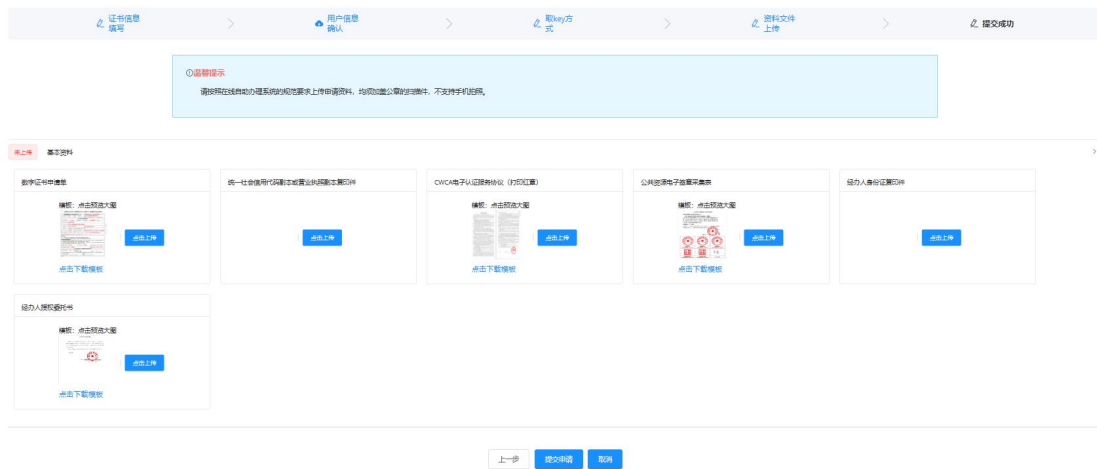 证书信息
填写
用户信息
确认
取key方
式
资料文件
上传
提交成功
温馨提示
请按照在线自助办理系统的规范要求上传申请资料，均须加盖公章的扫描件，不支持手机拍照。
未上传 基本资料
数字证书申请单
统一社会信用代码副本或营业执照副本复印件
CWCA电子认证服务协议（打印红章）
公共资源电子签章采集表
经办人身份证复印件
模板：点击预览大图
点击上传
点击下载模板
点击上传
模板：点击预览大图
点击上传
点击下载模板
模板：点击预览大图
点击上传
点击下载模板
点击上传
经办人授权委托书
模板：点击预览大图
点击上传
点击下载模板
上一步 提交申请 取消